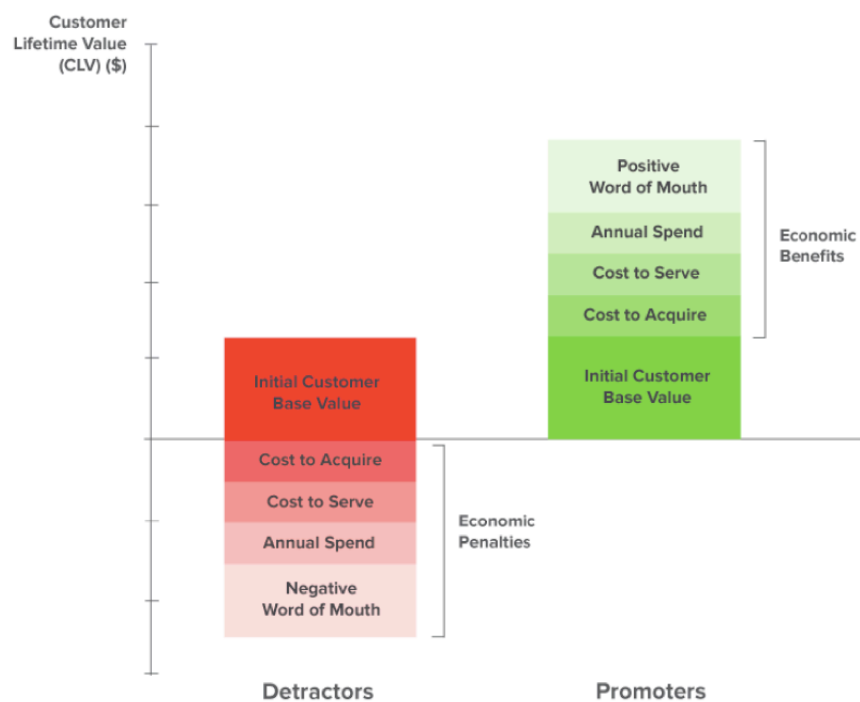 Customer
Lifetime Value
(CLV) ($)
Positive
Word of Mouth
Annual Spend
Cost to Serve
Cost to Acquire
Initial Customer
Base Value
Economic
Benefits
Initial Customer
Base Value
Cost to Acquire
Cost to Serve
Annual Spend
Negative
Word of Mouth
Economic
Penalties
Detractors
Promoters